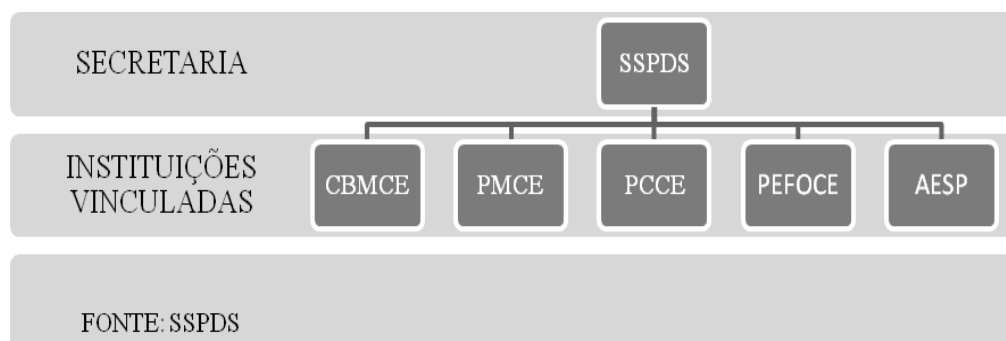 SECRETARIA
SSPDS
INSTITUIÇÕES
VINCULADAS
CBMCE
PMCE
PCCE
PEFOCE
AESP
FONTE: SSPDS